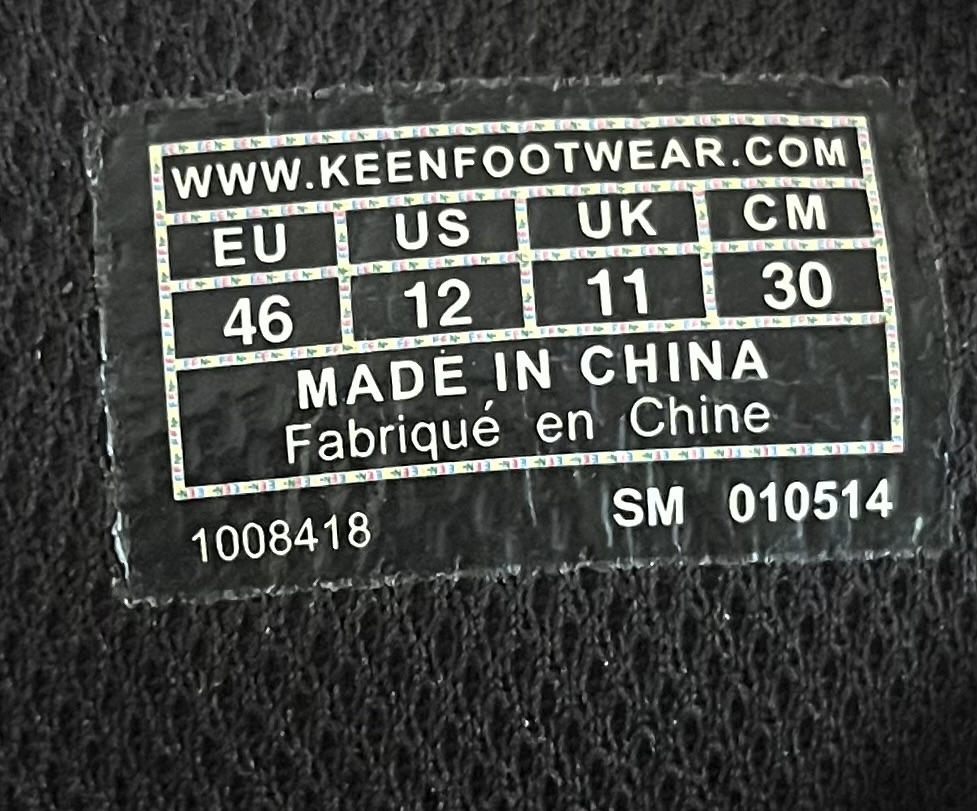 WWW.KEENFOOTWEAR.COM
EU US UK CM
46 12 11 30
MADE IN CHINA
Fabriqué en Chine
1008418 SM 010514